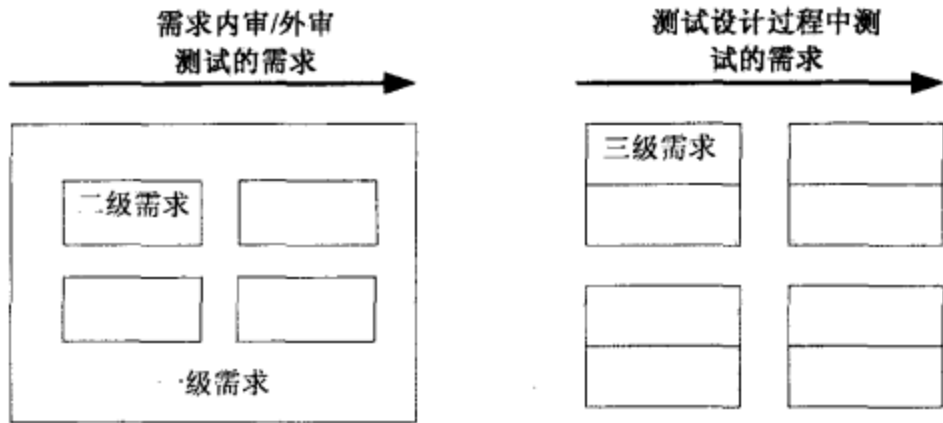 需求内审/外审
测试的需求
测试设计过程中测
试的需求
二级需求
三级需求
一级需求